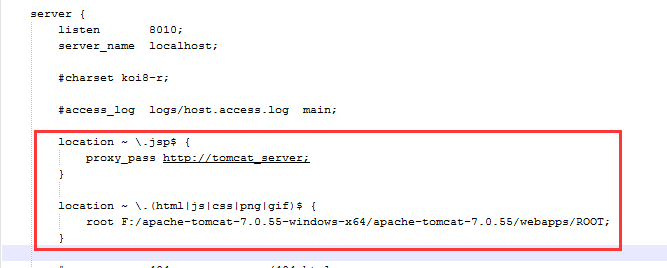 server {
listen 8010;
server_name localhost;
#charset koi8-r;
#access_log logs/host.access.log main;
location ~ \.jsp$ {
proxy_pass http://tomcat_server;
}
location ~ \.(html|js|css|png|gif)$ {
root F:/apache-tomcat-7.0.55-windows-x64/apache-tomcat-7.0.55/webapps/ROOT;
}